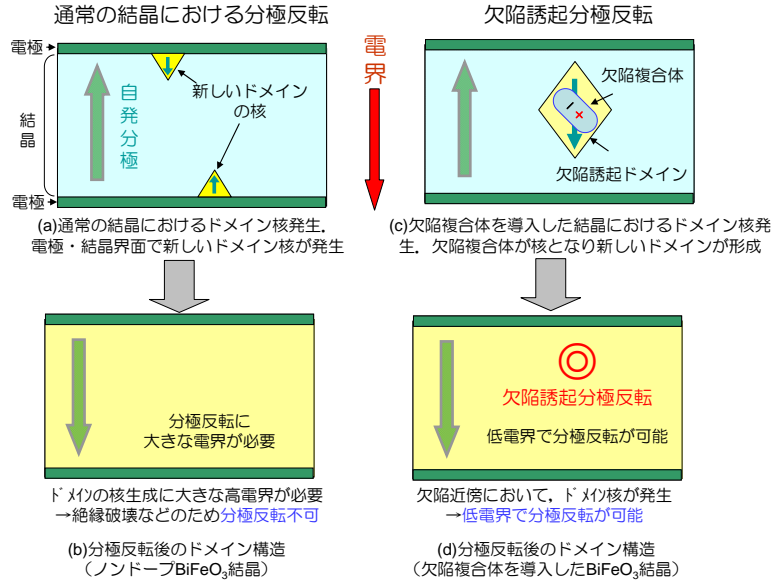 通常の結晶における分極反転
電極
新しいドメイン
の核
自発分極
結晶
電極
(a)通常の結晶におけるドメイン核発生．
電極・結晶界面で新しいドメイン核が発生
電界
欠陥誘起分極反転
欠陥複合体
－
×
欠陥誘起ドメイン
(c)欠陥複合体を導入した結晶におけるドメイン核発
生．欠陥複合体が核となり新しいドメインが形成
分極反転に
大きな電界が必要
ﾄﾞﾒｲﾝの核生成に大きな高電界が必要
→絶縁破壊などのため分極反転不可
(b)分極反転後のドメイン構造
（ノンドープBiFeO₃結晶）
◎
欠陥誘起分極反転
低電界で分極反転が可能
欠陥近傍において，ﾄﾞﾒｲﾝ核が発生
→低電界で分極反転が可能
(d)分極反転後のドメイン構造
（欠陥複合体を導入したBiFeO₃結晶）